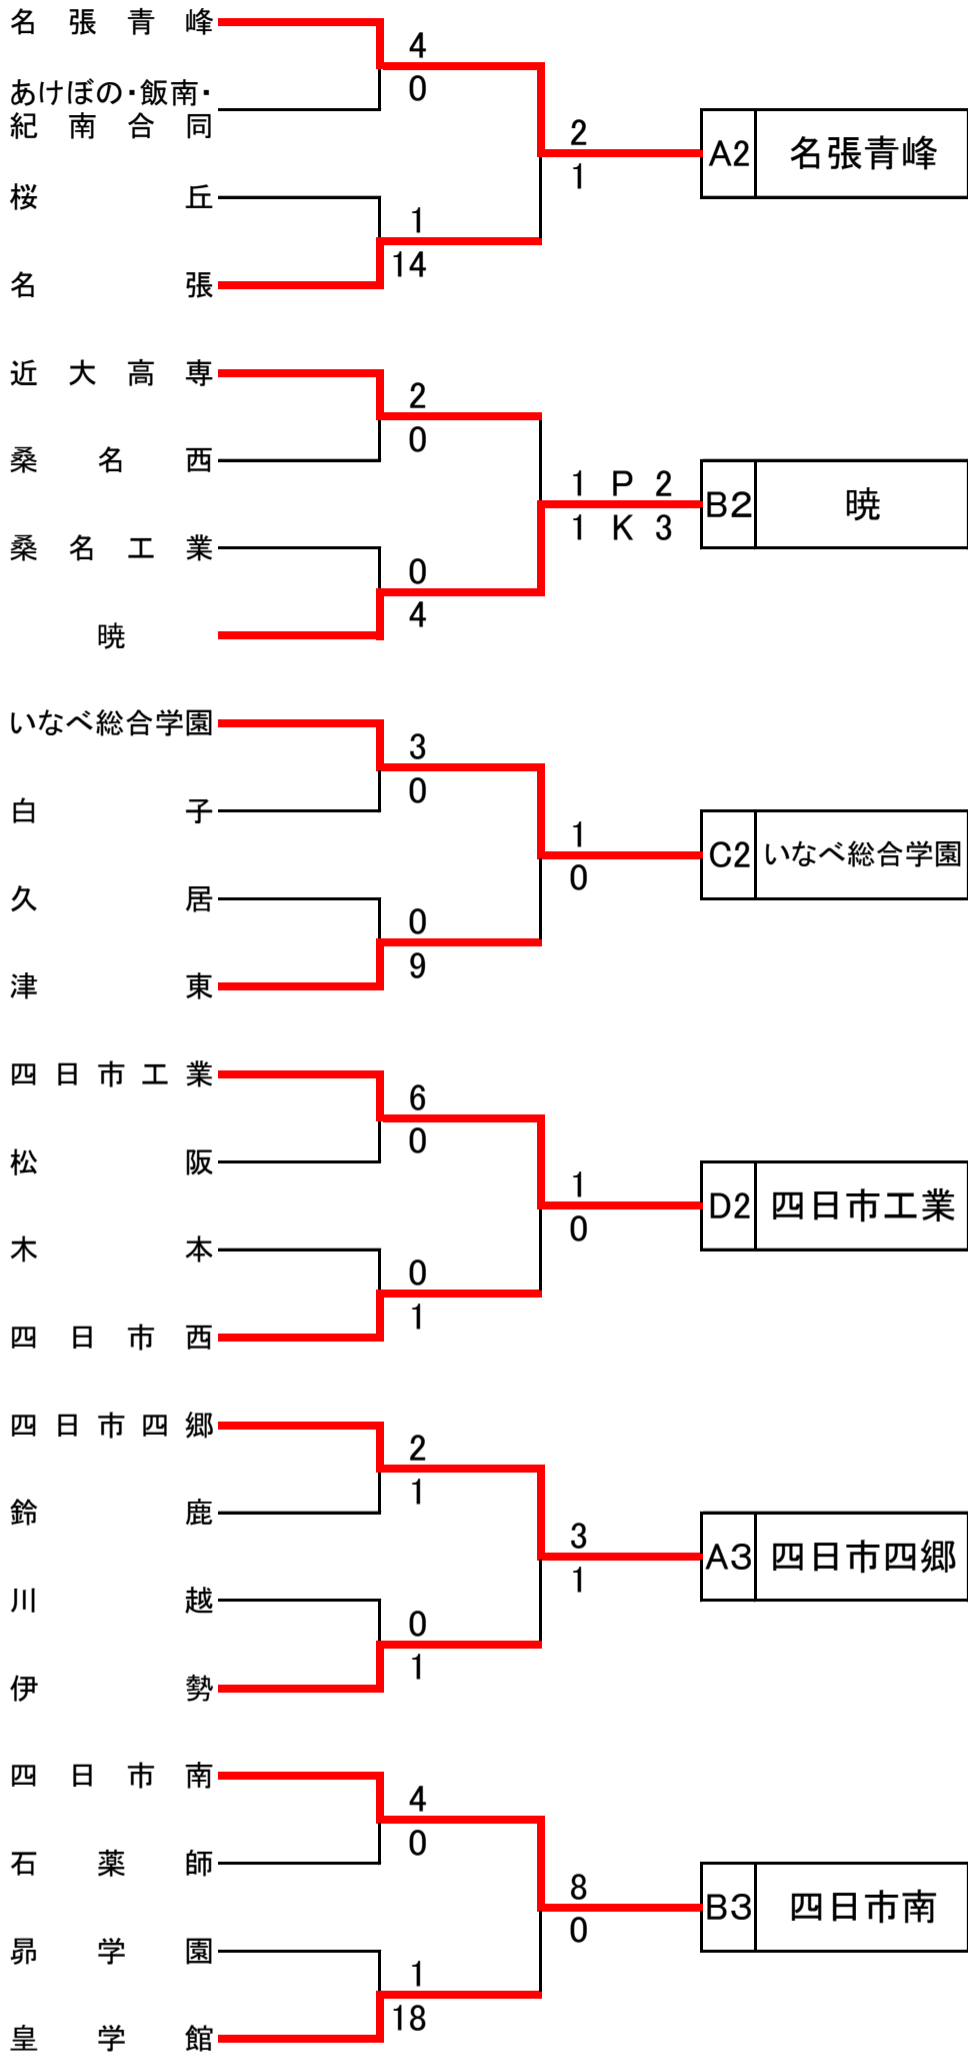 名張青峰
4
0
あけぼの・飯南・
紀南合同
2
1
A2 名張青峰
桜丘
1
14
名張
近大高専
2
0
桑名西
1 P 2
1 K 3
B2 暁
桑名工業
0
4
暁
いなべ総合学園
3
0
白子
1
0
C2 いなべ総合学園
久居
0
9
津東
四日市工業
6
0
松阪
1
0
D2 四日市工業
木本
0
1
四日市西
四日市四郷
2
1
鈴鹿
3
1
A3 四日市四郷
川越
0
1
伊勢
四日市南
4
0
石薬師
8
0
B3 四日市南
昴学園
1
18
皇学館